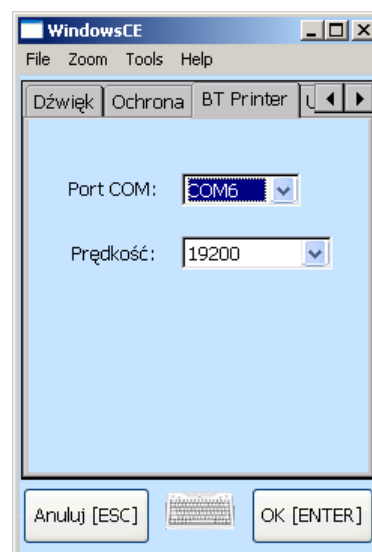 WindowsCE
File Zoom Tools Help
Dźwięk Ochrona BT Printer
Port COM: COM6
Prędkość: 19200
Anuluj [ESC] OK [ENTER]